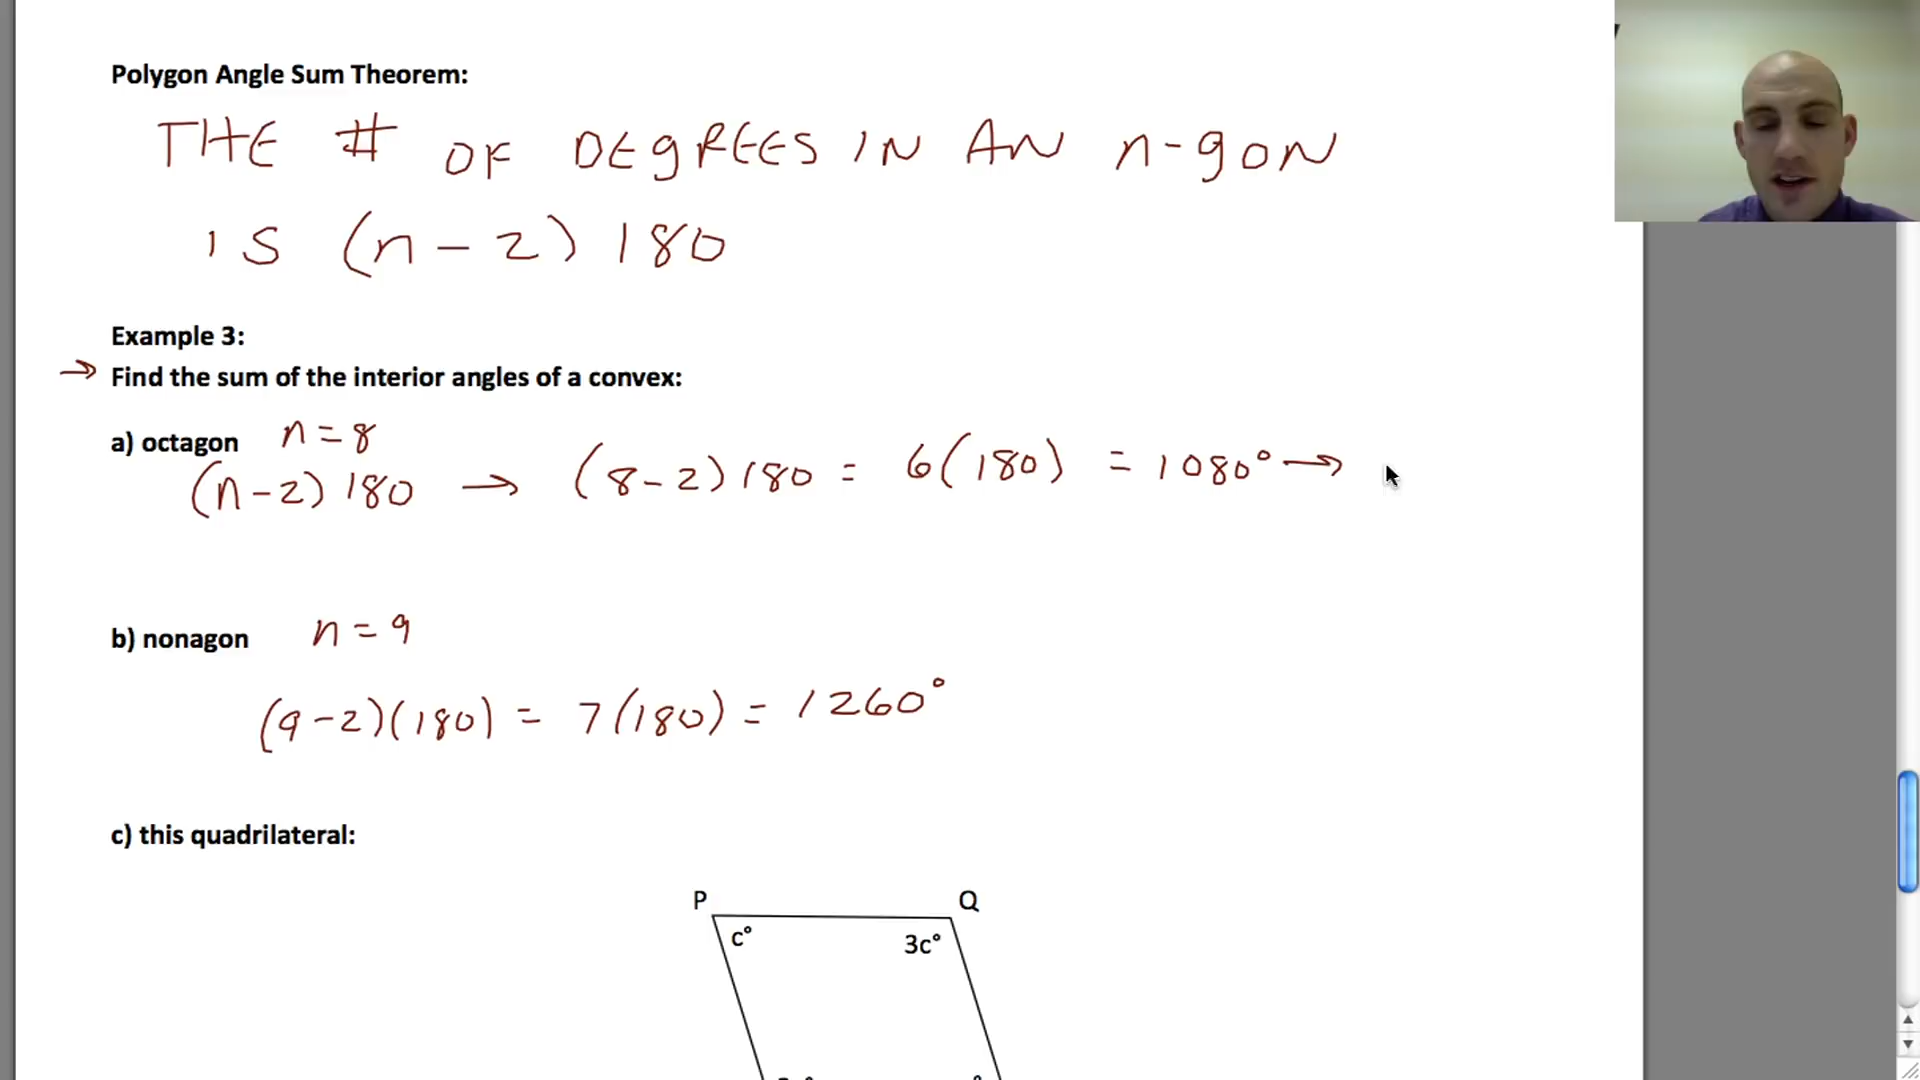 Polygon Angle Sum Theorem:
THE # OF DEGREES IN AN n-gon
IS (n-2) 180
Example 3:
→ Find the sum of the interior angles of a convex:
a) octagon n=8
(n-2) 180 → (8-2) 180 = 6(180) = 1080° →
b) nonagon n=9
(9-2)(180) = 7(180) = 1260°
c) this quadrilateral:
P Q
c° 3c°